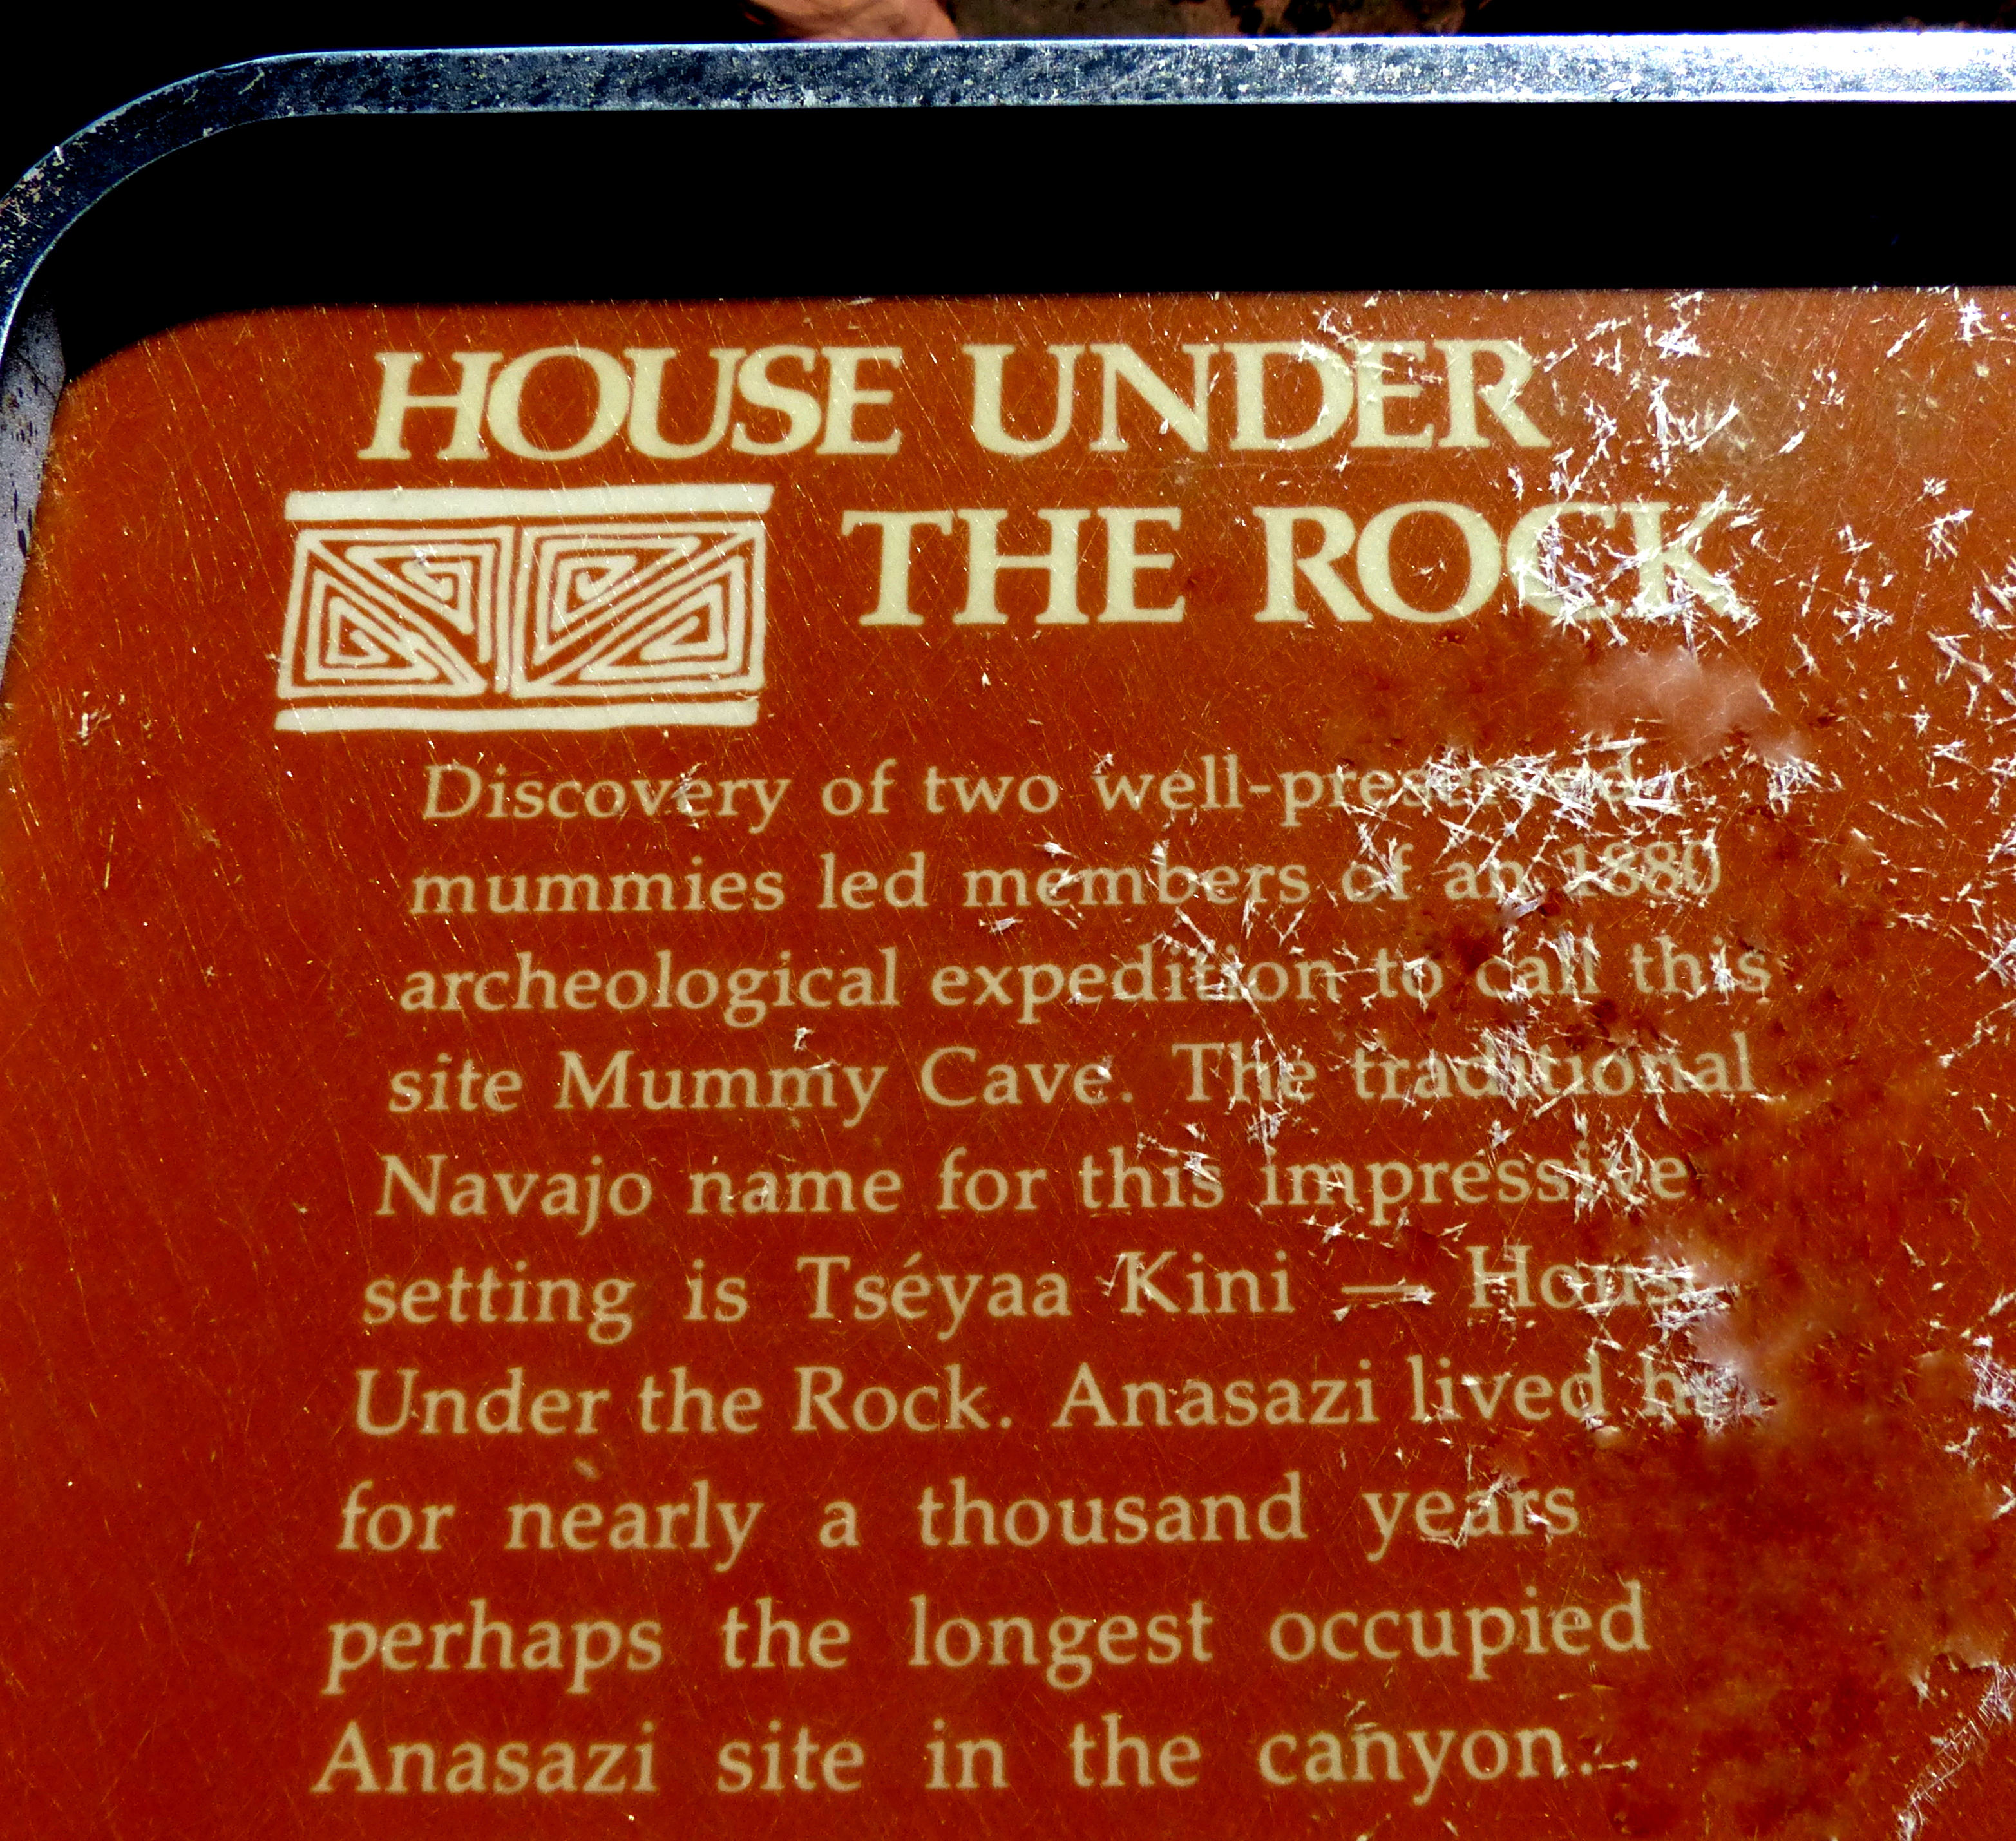 HOUSE UNDER
THE ROCK
Discovery of two well-preserved
mummies led members of an 1880
archeological expedition to call this
site Mummy Cave. The traditional
Navajo name for this impressive
setting is Tséyaa Kini — House
Under the Rock. Anasazi lived
for nearly a thousand years
perhaps the longest occupied
Anasazi site in the canyon.